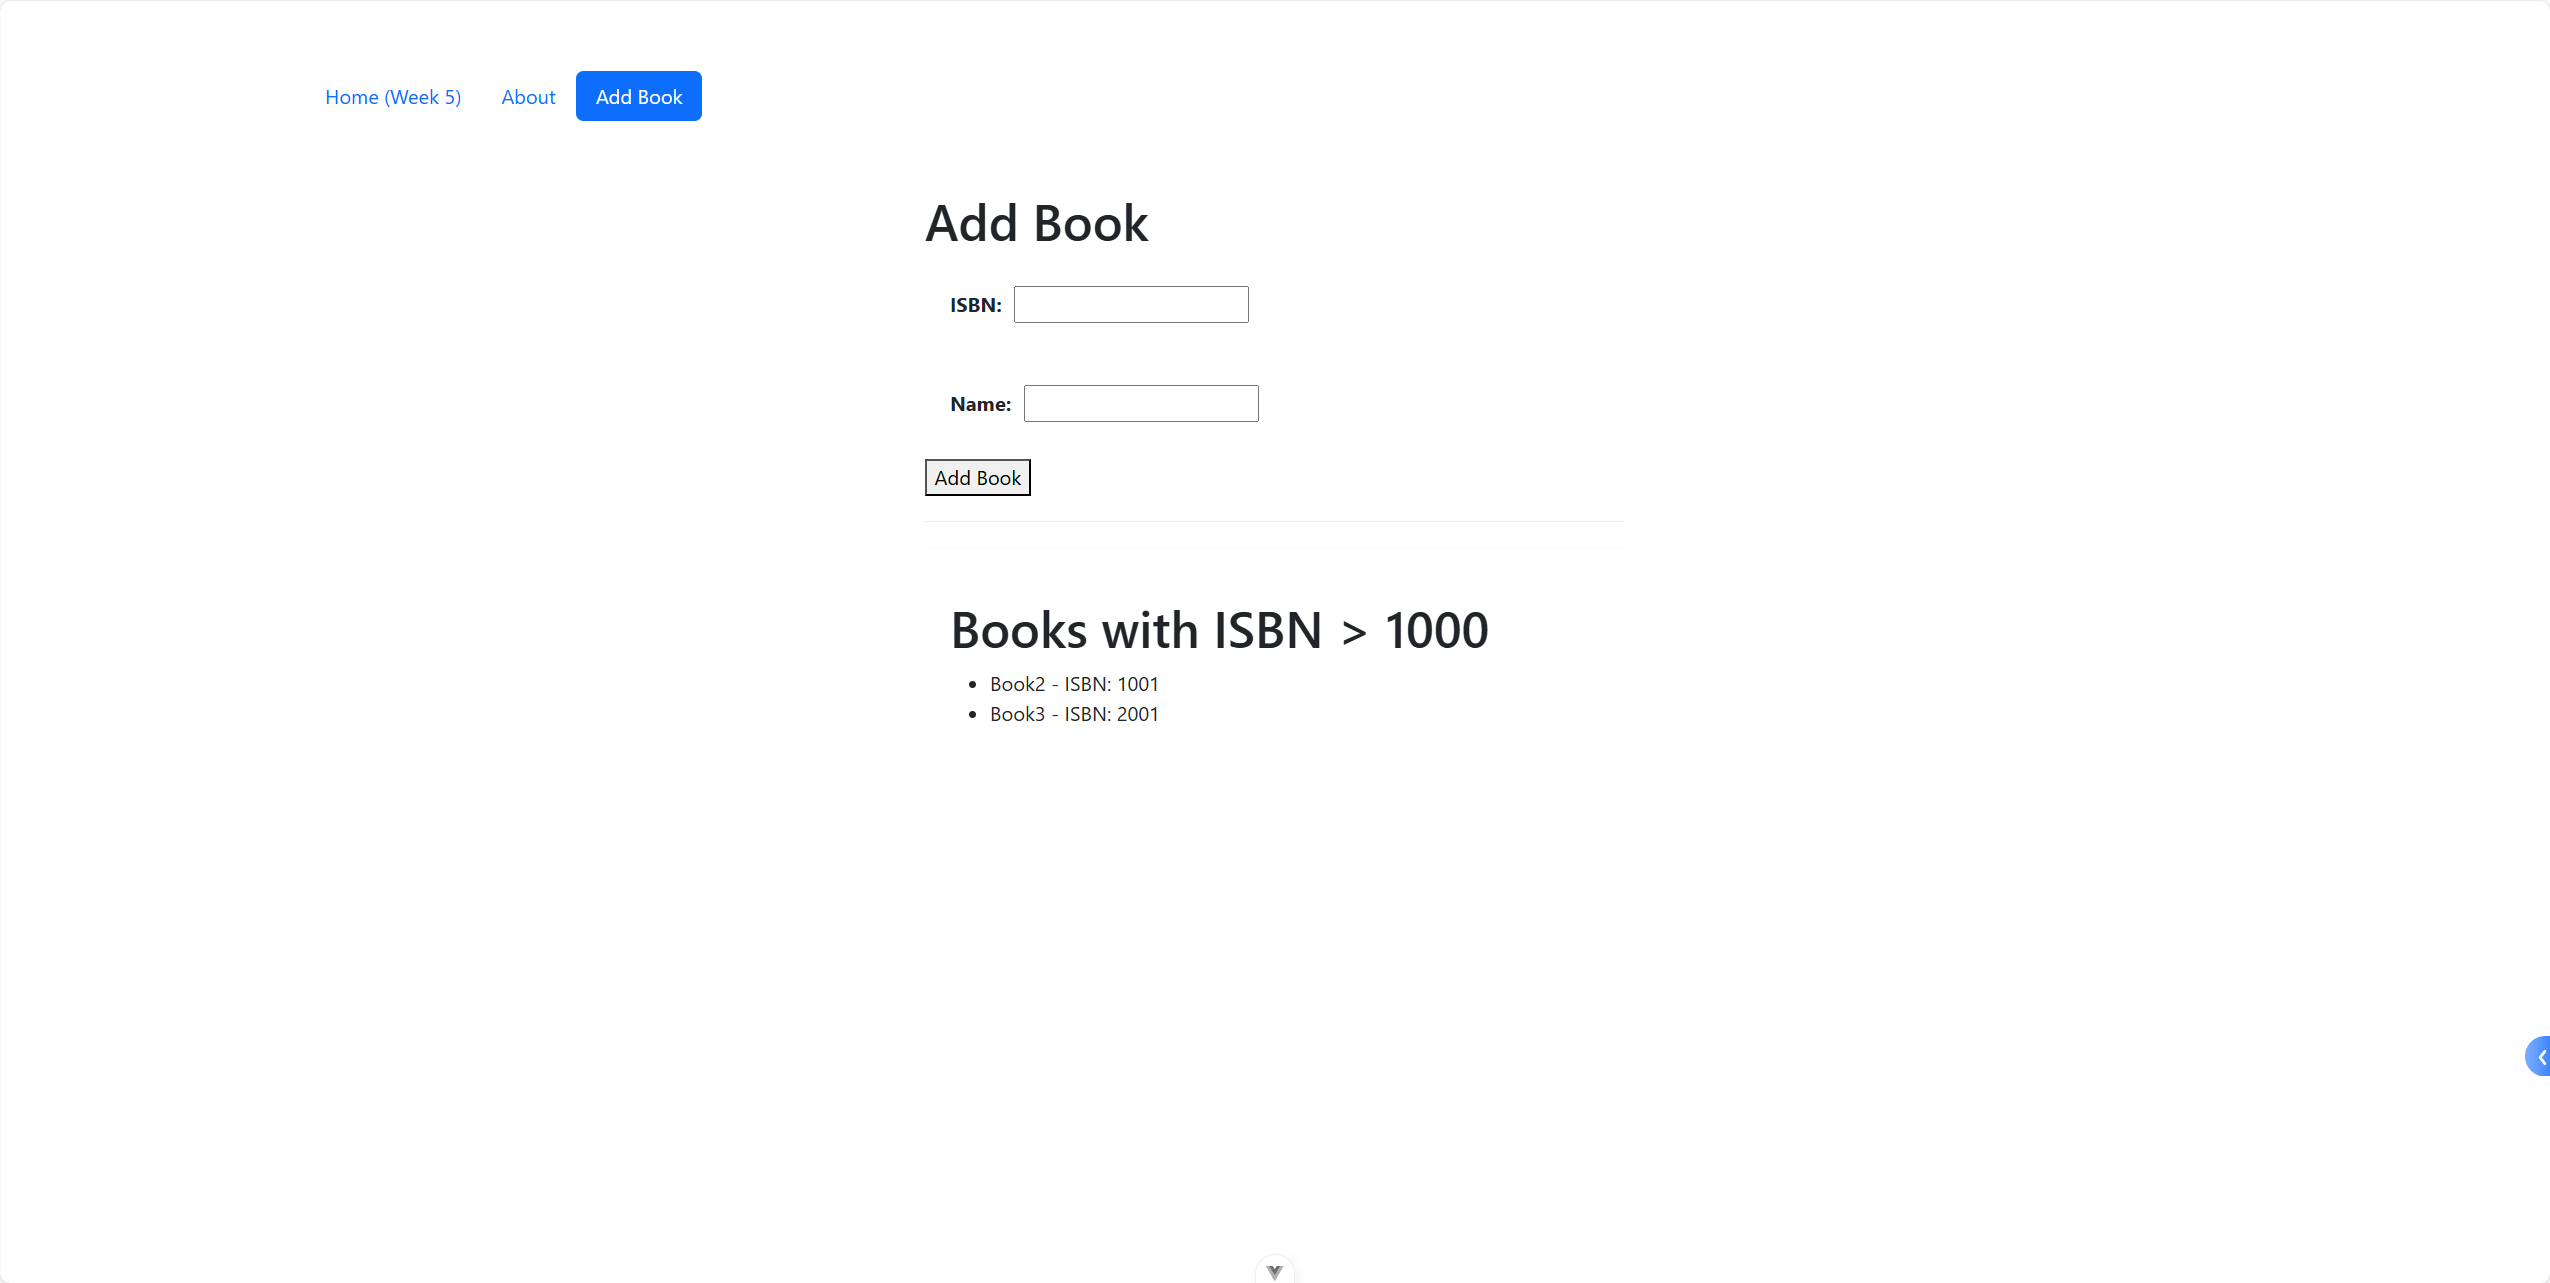 Home (Week 5) About Add Book
Add Book
ISBN:
Name:
Add Book
Books with ISBN > 1000
Book2 - ISBN: 1001
Book3 - ISBN: 2001